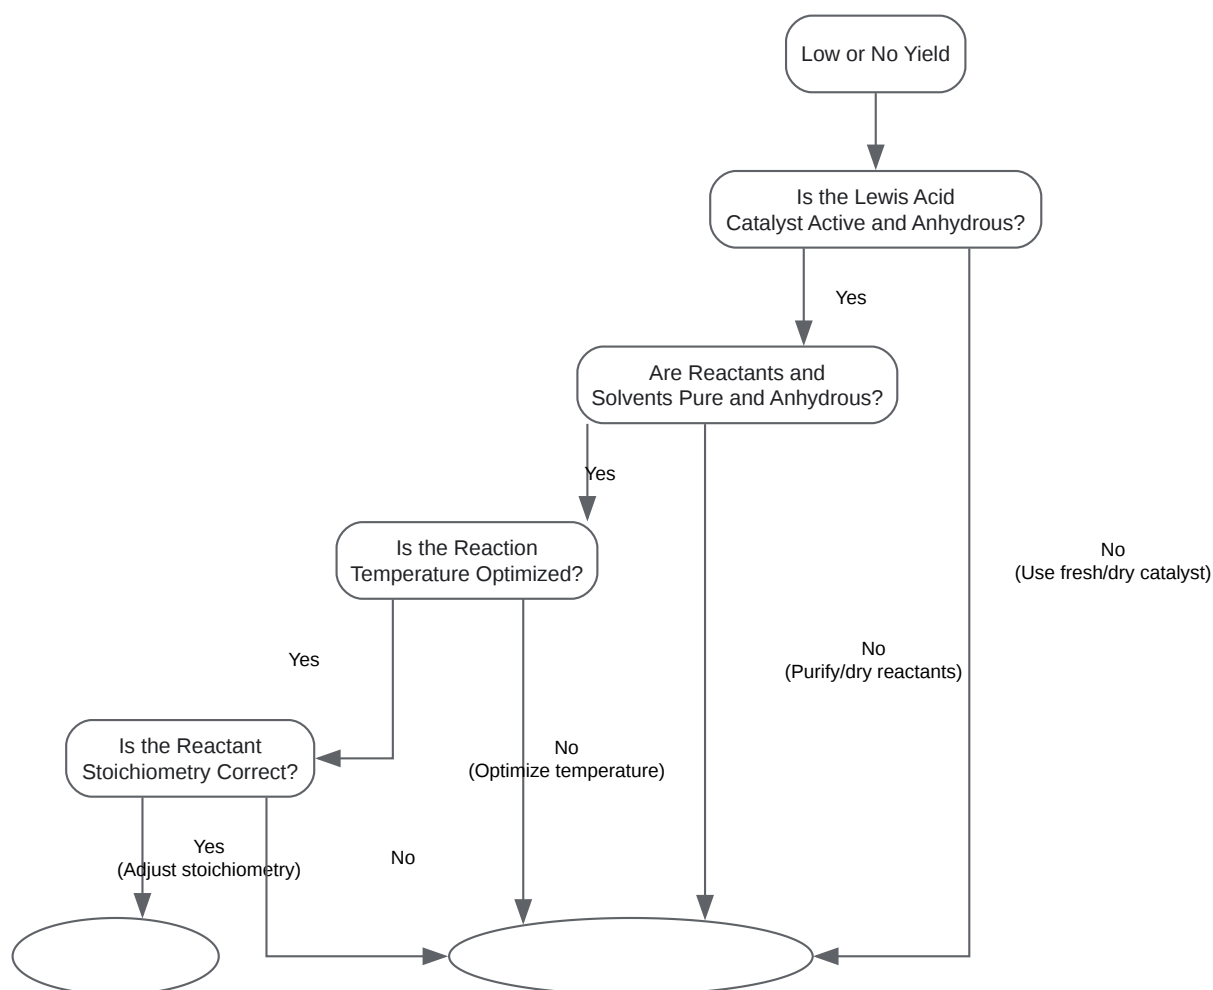 Low or No Yield
Is the Lewis Acid
Catalyst Active and Anhydrous?
Yes
Are Reactants and
Solvents Pure and Anhydrous?
Yes
Is the Reaction
Temperature Optimized?
No
(Use fresh/dry catalyst)
No
(Purify/dry reactants)
Yes
Is the Reactant
Stoichiometry Correct?
No
(Optimize temperature)
Yes
(Adjust stoichiometry)
No